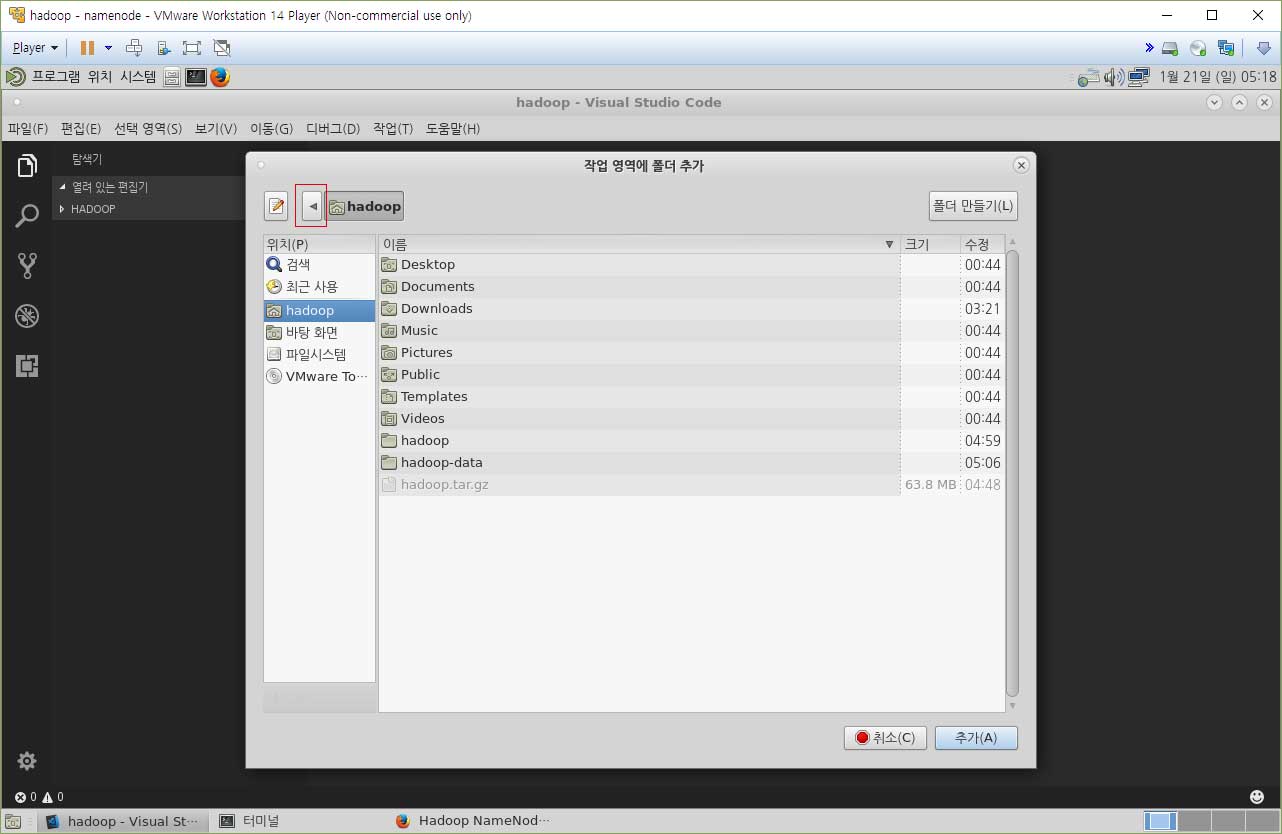 hadoop - namenode - VMware Workstation 14 Player (Non-commercial use only)
Player
프로그램 위치 시스템 1월 21일 (일) 05:18
hadoop - Visual Studio Code
파일(F) 편집(E) 선택 영역(S) 보기(V) 이동(G) 디버그(D) 작업(T) 도움말(H)
탐색기
열려 있는 편집기
HADOOP
작업 영역에 폴더 추가
hadoop 폴더 만들기(L)
위치(P)
검색
최근 사용
hadoop
바탕 화면
파일시스템
VMware To…
이름 크기 수정
Desktop 00:44
Documents 00:44
Downloads 03:21
Music 00:44
Pictures 00:44
Public 00:44
Templates 00:44
Videos 00:44
hadoop 04:59
hadoop-data 05:06
hadoop.tar.gz 63.8 MB 04:48
취소(C) 추가(A)
0 0
hadoop - Visual St… 터미널 Hadoop NameNod…